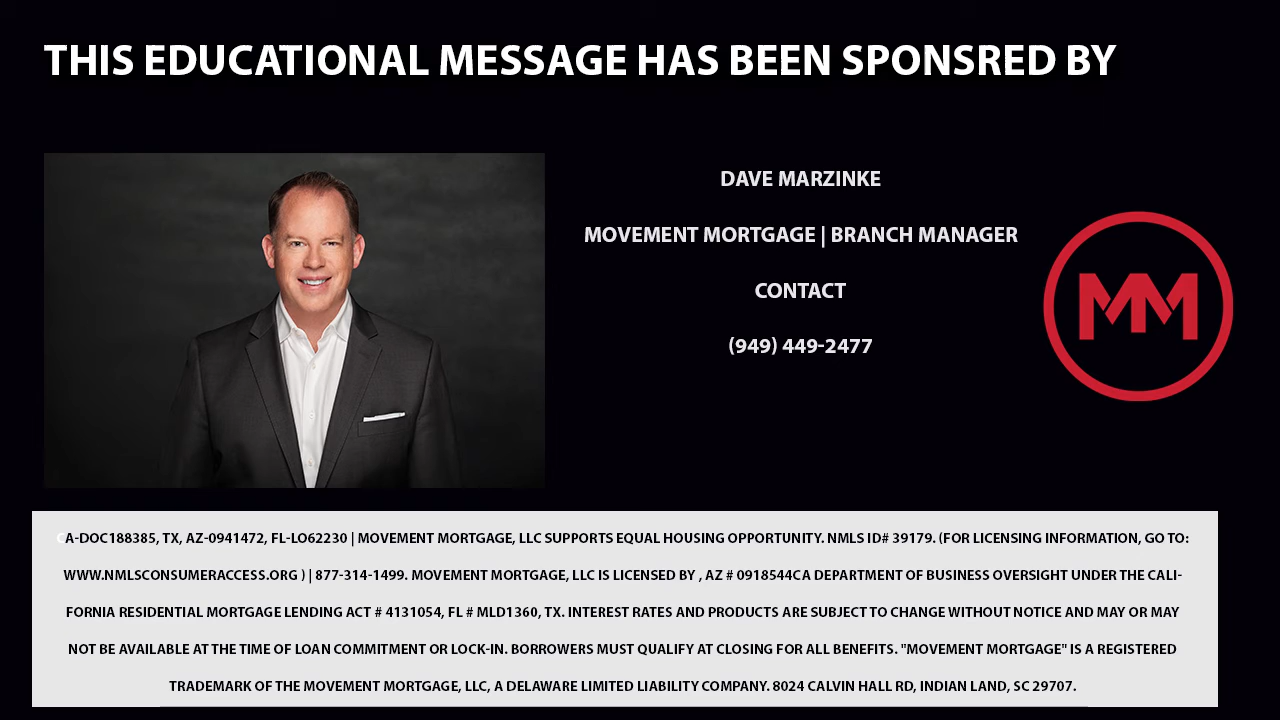 THIS EDUCATIONAL MESSAGE HAS BEEN SPONSRED BY
DAVE MARZINKE
MOVEMENT MORTGAGE | BRANCH MANAGER
CONTACT
(949) 449-2477
MM
CA-DOC188385, TX, AZ-0941472, FL-LO62230 | MOVEMENT MORTGAGE, LLC SUPPORTS EQUAL HOUSING OPPORTUNITY. NMLS ID# 39179. (FOR LICENSING INFORMATION, GO TO:
WWW.NMLSCONSUMERACCESS.ORG ) | 877-314-1499. MOVEMENT MORTGAGE, LLC IS LICENSED BY , AZ # 0918544CA DEPARTMENT OF BUSINESS OVERSIGHT UNDER THE CALI-
FORNIA RESIDENTIAL MORTGAGE LENDING ACT # 4131054, FL # MLD1360, TX. INTEREST RATES AND PRODUCTS ARE SUBJECT TO CHANGE WITHOUT NOTICE AND MAY OR MAY
NOT BE AVAILABLE AT THE TIME OF LOAN COMMITMENT OR LOCK-IN. BORROWERS MUST QUALIFY AT CLOSING FOR ALL BENEFITS. "MOVEMENT MORTGAGE" IS A REGISTERED
TRADEMARK OF THE MOVEMENT MORTGAGE, LLC, A DELAWARE LIMITED LIABILITY COMPANY. 8024 CALVIN HALL RD, INDIAN LAND, SC 29707.